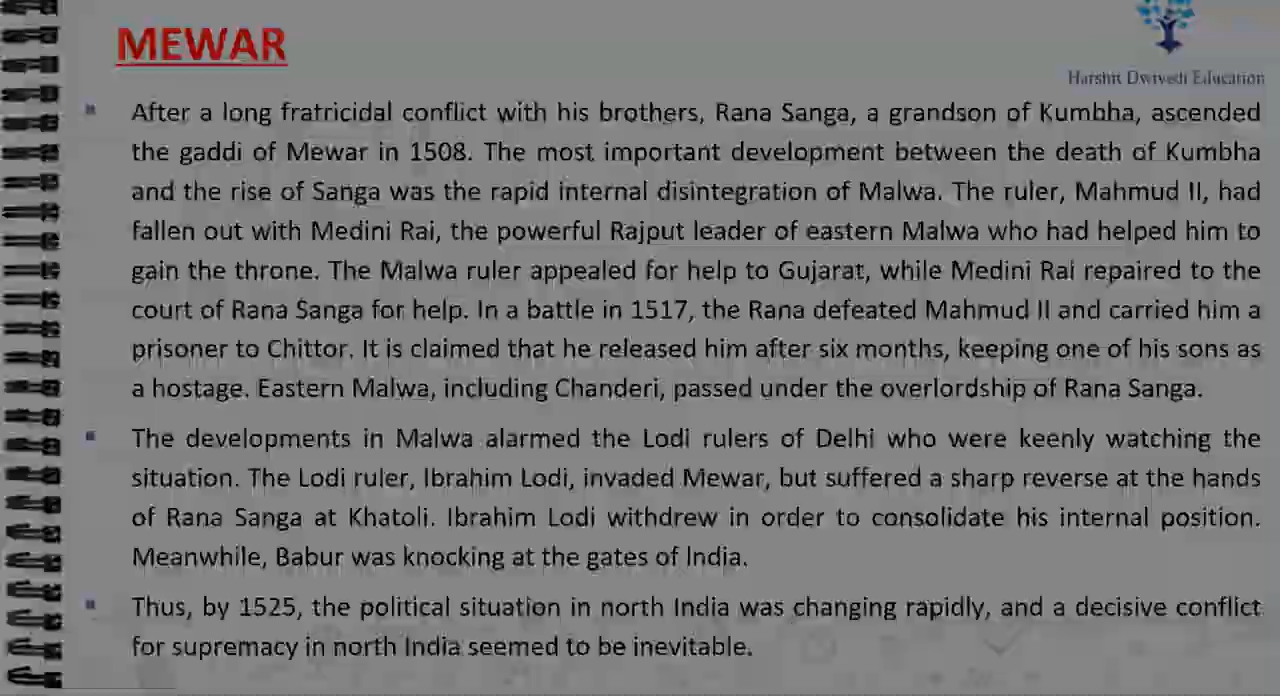 MEWAR
Harshit Dwivedi Education
After a long fratricidal conflict with his brothers, Rana Sanga, a grandson of Kumbha, ascended
the gaddi of Mewar in 1508. The most important development between the death of Kumbha
and the rise of Sanga was the rapid internal disintegration of Malwa. The ruler, Mahmud II, had
fallen out with Medini Rai, the powerful Rajput leader of eastern Malwa who had helped him to
gain the throne. The Malwa ruler appealed for help to Gujarat, while Medini Rai repaired to the
court of Rana Sanga for help. In a battle in 1517, the Rana defeated Mahmud II and carried him a
prisoner to Chittor. It is claimed that he released him after six months, keeping one of his sons as
a hostage. Eastern Malwa, including Chanderi, passed under the overlordship of Rana Sanga.
The developments in Malwa alarmed the Lodi rulers of Delhi who were keenly watching the
situation. The Lodi ruler, Ibrahim Lodi, invaded Mewar, but suffered a sharp reverse at the hands
of Rana Sanga at Khatoli. Ibrahim Lodi withdrew in order to consolidate his internal position.
Meanwhile, Babur was knocking at the gates of India.
Thus, by 1525, the political situation in north India was changing rapidly, and a decisive conflict
for supremacy in north India seemed to be inevitable.